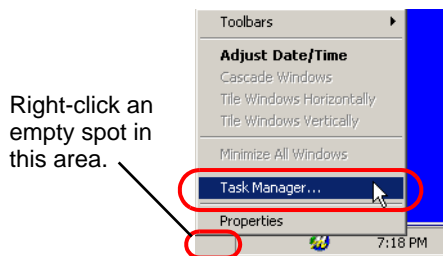 Toolbars
Adjust Date/Time
Cascade Windows
Tile Windows Horizontally
Tile Windows Vertically
Minimize All Windows
Task Manager...
Properties
7:18 PM
Right-click an
empty spot in
this area.